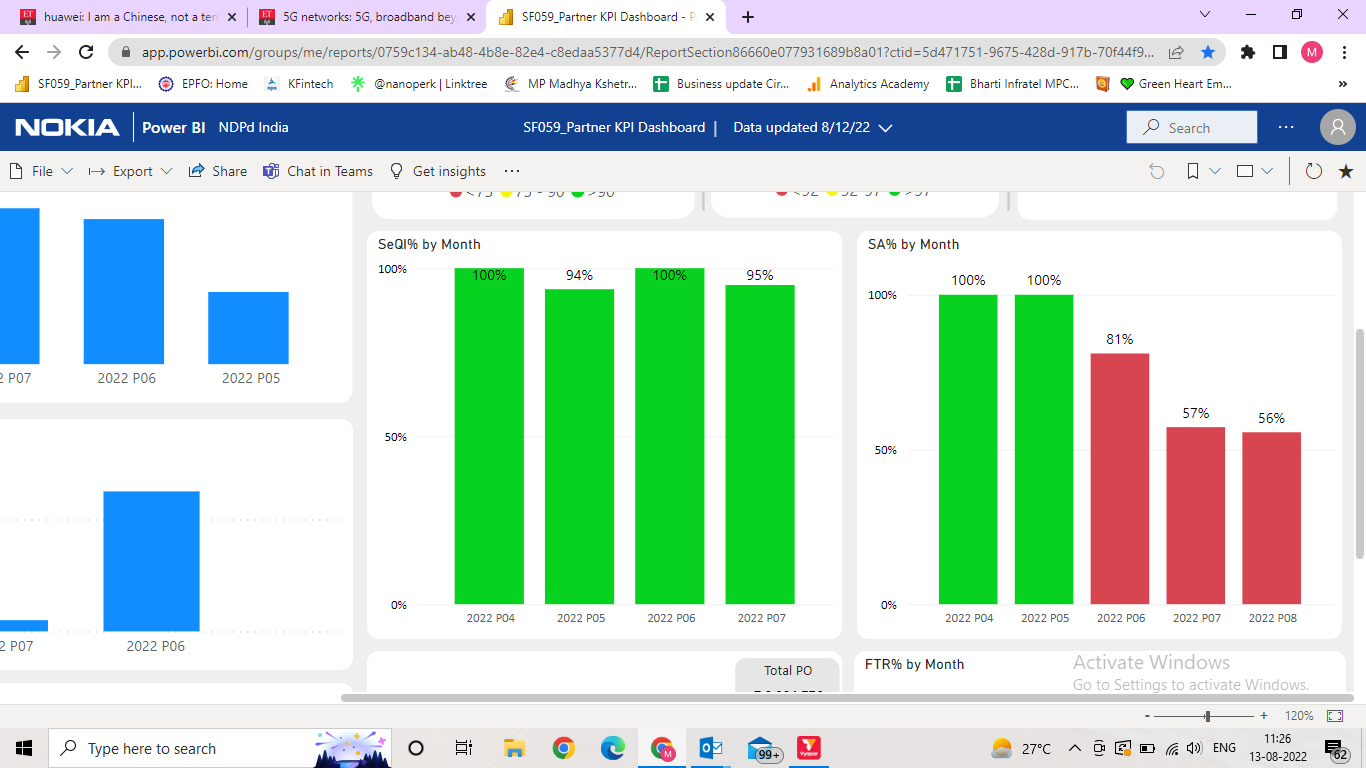 huawei: I am a Chinese, not a ter
5G networks: 5G, broadband be
SF059_Partner KPI Dashboard - P
app.powerbi.com/groups/me/reports/0759c134-ab48-4b8e-82e4-c8edaa5377d4/ReportSection86660e077931689b8a01?ctid=5d471751-9675-428d-917b-70f44f9...
M
SF059_Partner KPI...
EPFO: Home
KFintech
@nanoperk | Linktree
MP Madhya Kshetr...
Business update Cir...
Analytics Academy
Bharti Infratel MPC...
Green Heart Em...
»
NOKIA
Power BI
NDPd India
SF059_Partner KPI Dashboard |
Data updated 8/12/22
Search
File
Export
Share
Chat in Teams
Get insights
2022 P06
2022 P05
P07
SeQI% by Month
100%
50%
0%
100%
94%
100%
95%
2022 P04
2022 P05
2022 P06
2022 P07
SA% by Month
100%
50%
0%
100%
100%
81%
57%
56%
2022 P04
2022 P05
2022 P06
2022 P07
2022 P08
2 P07
2022 P06
Total PO
FTR% by Month
Activate Windows
Go to Settings to activate Windows.
- + 120%
Type here to search
99+
Vyapar
27°C
ENG
11:26
13-08-2022
62